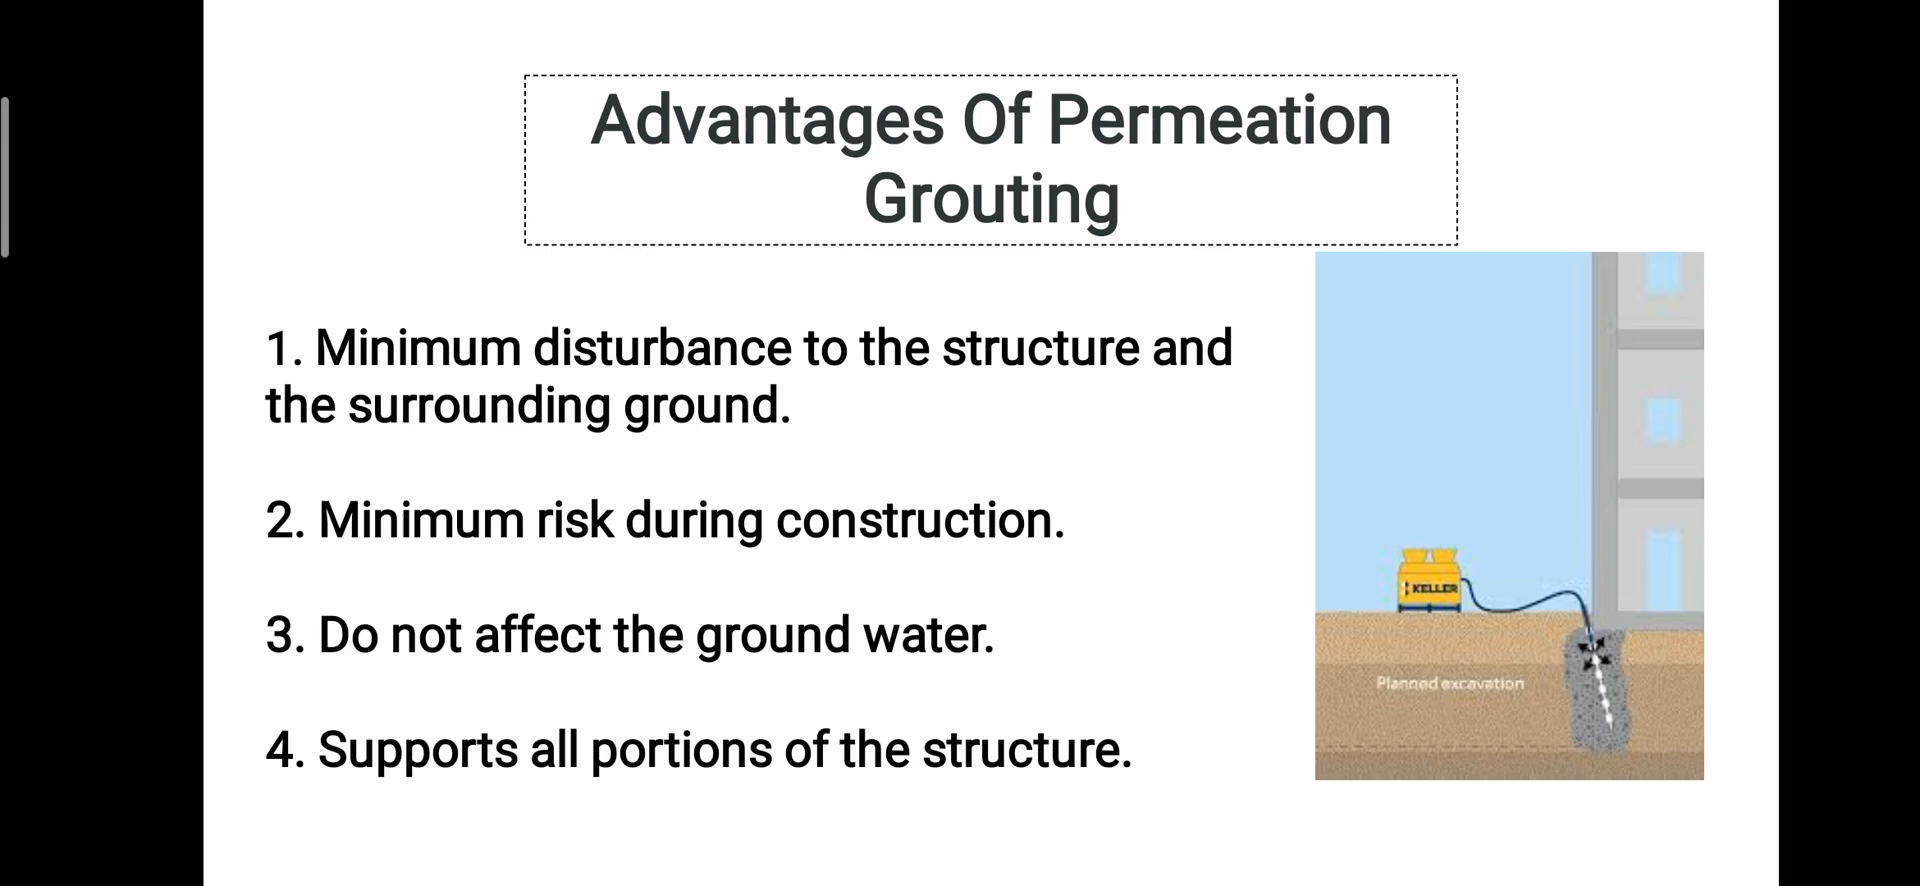 Advantages Of Permeation
Grouting
1. Minimum disturbance to the structure and
the surrounding ground.
2. Minimum risk during construction.
3. Do not affect the ground water.
4. Supports all portions of the structure.
KELLER
Planned excavation